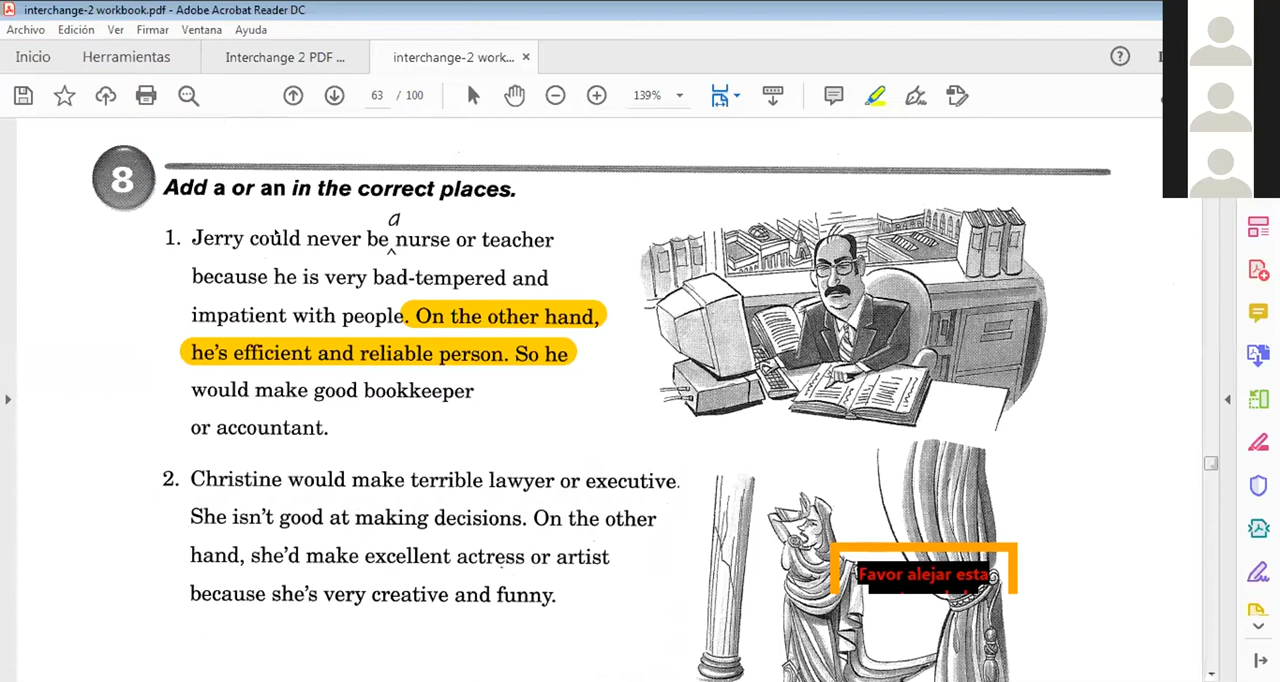 interchange-2 workbook.pdf - Adobe Acrobat Reader DC
Archivo Edición Ver Firmar Ventana Ayuda
Inicio Herramientas Interchange 2 PDF ... interchange-2 work... ×
63 / 100 139%
8 Add a or an in the correct places.
a
1. Jerry could never be ^ nurse or teacher
because he is very bad-tempered and
impatient with people. On the other hand,
he's efficient and reliable person. So he
would make good bookkeeper
or accountant.
2. Christine would make terrible lawyer or executive.
She isn't good at making decisions. On the other
hand, she'd make excellent actress or artist
because she's very creative and funny.
Favor alejar esta